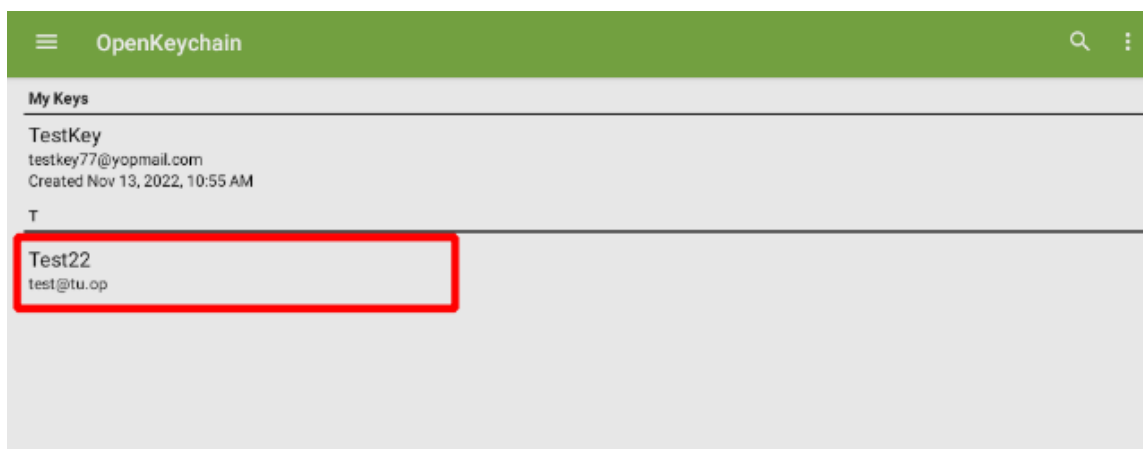 OpenKeychain
My Keys
TestKey
testkey77@yopmail.com
Created Nov 13, 2022, 10:55 AM
T
Test22
test@tu.op